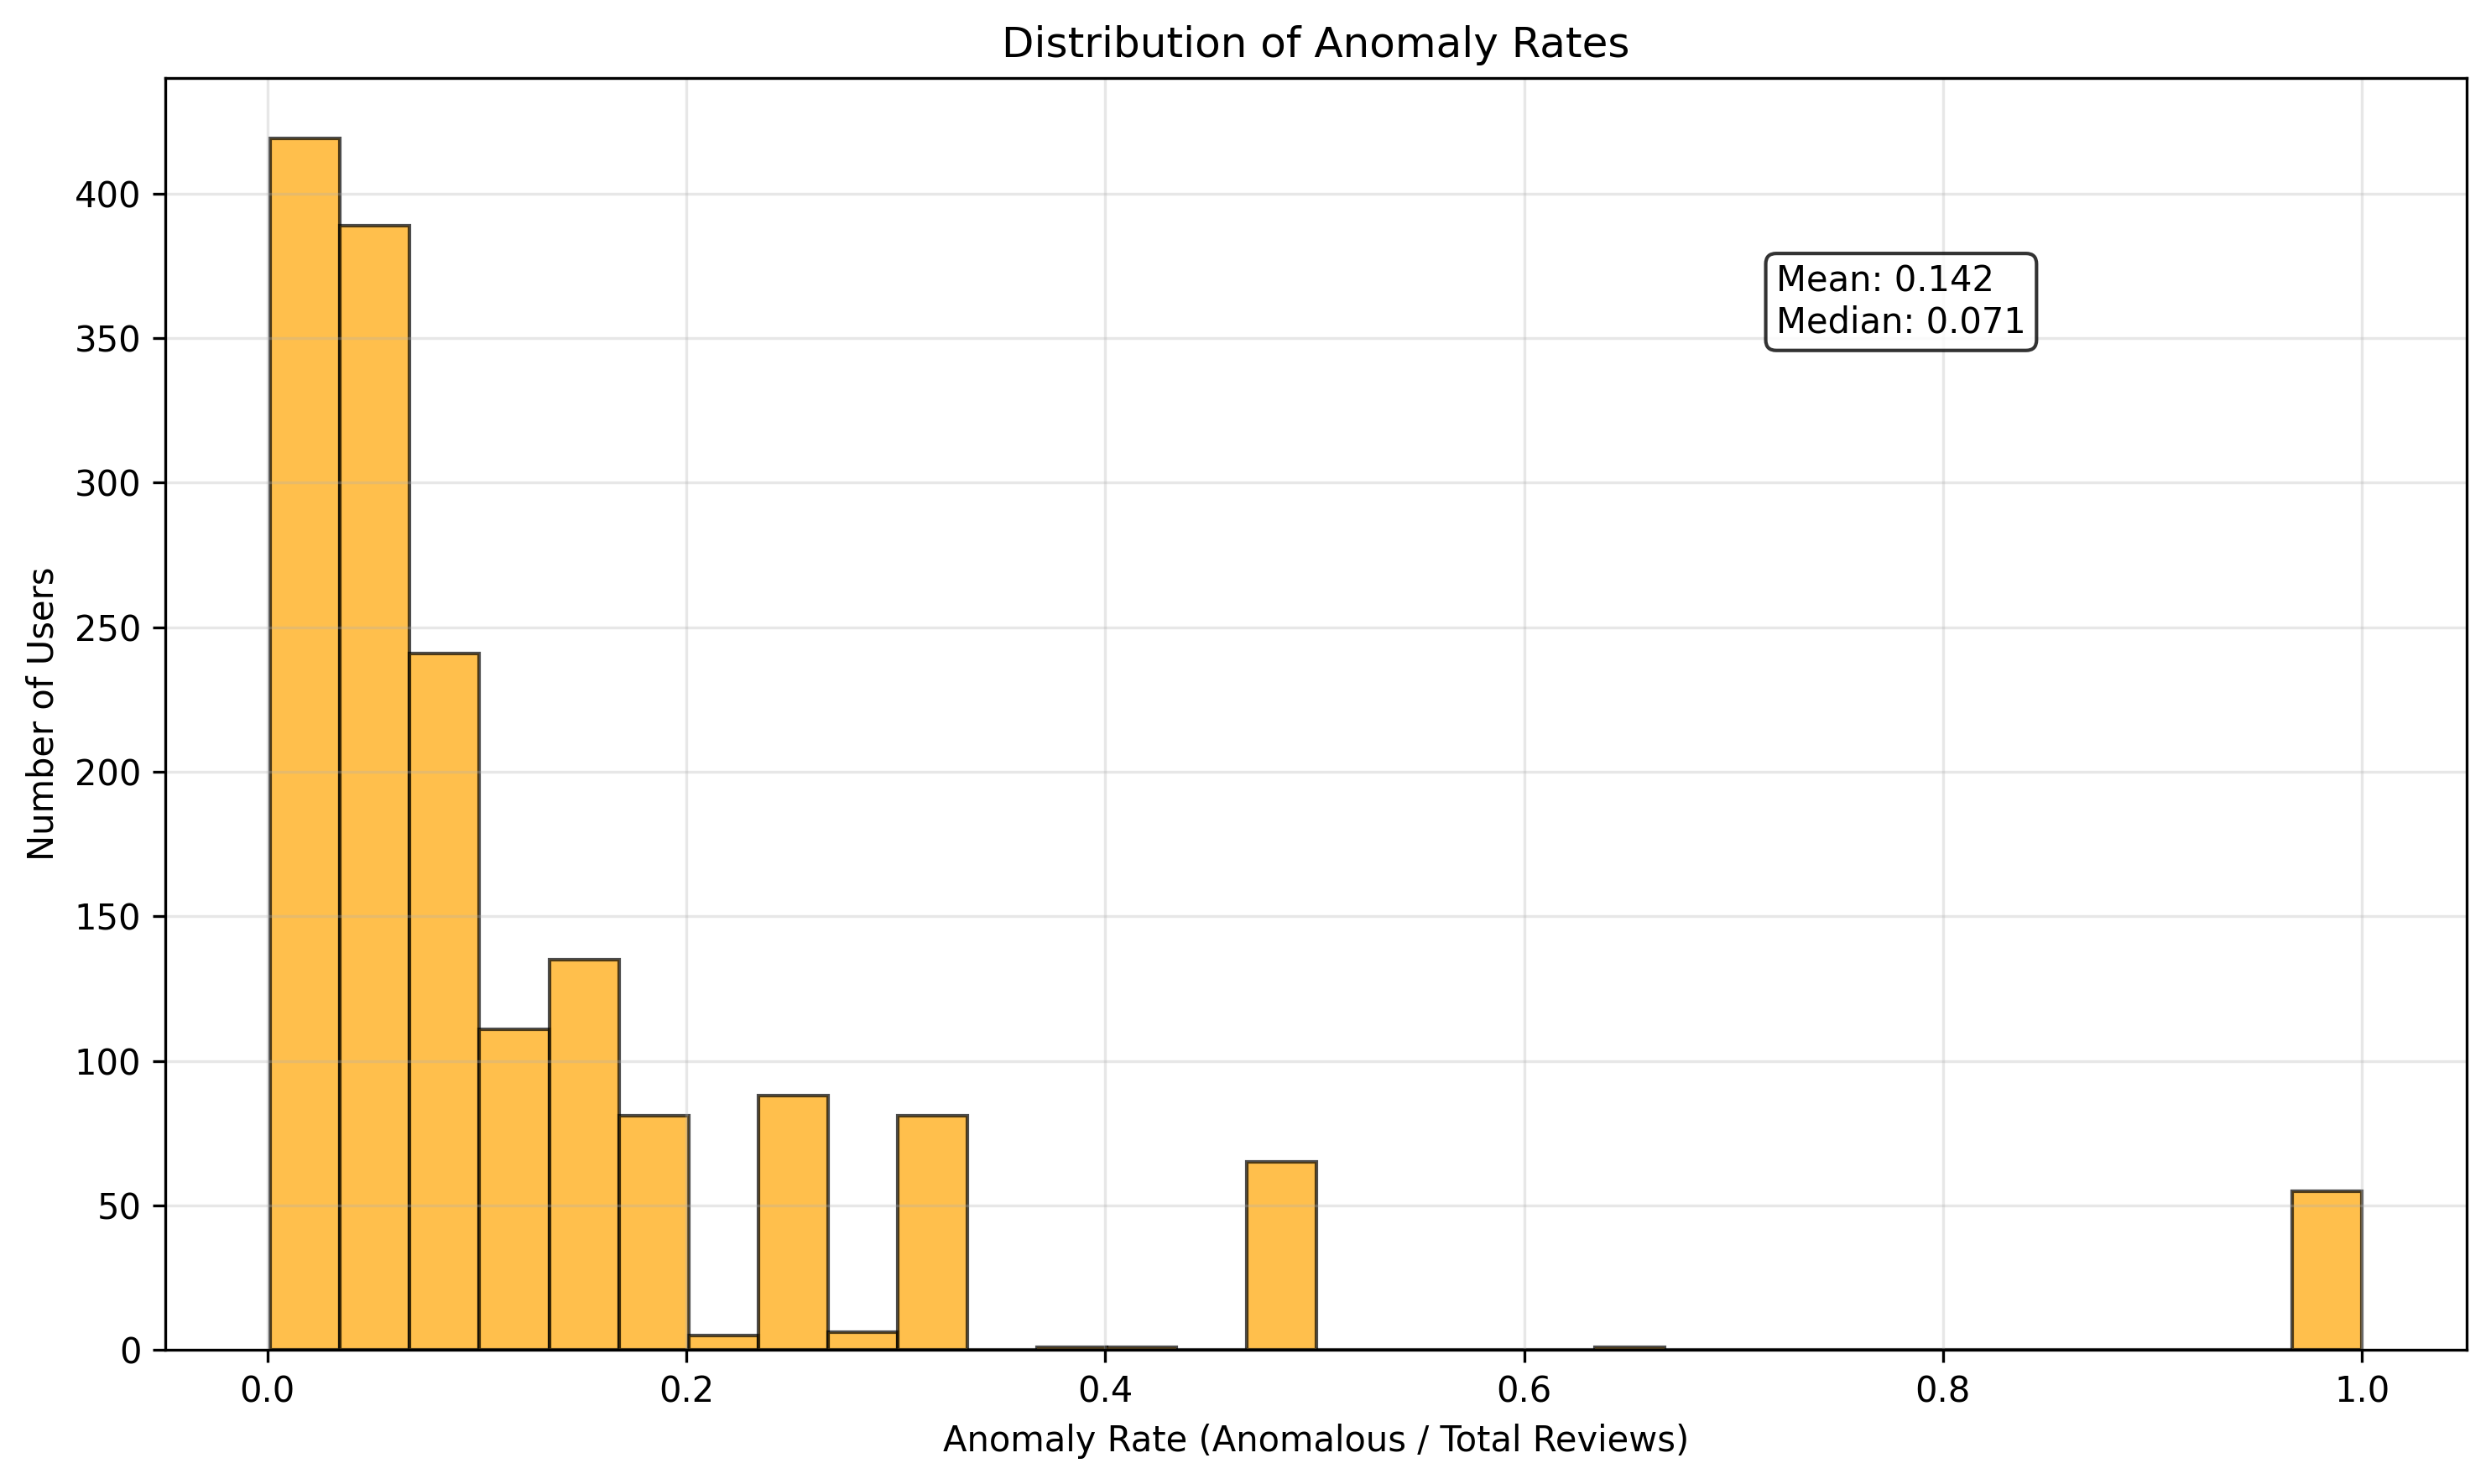 Distribution of Anomaly Rates
Mean: 0.142
Median: 0.071
Number of Users
400
350
300
250
200
150
100
50
0
0.0 0.2 0.4 0.6 0.8 1.0
Anomaly Rate (Anomalous / Total Reviews)